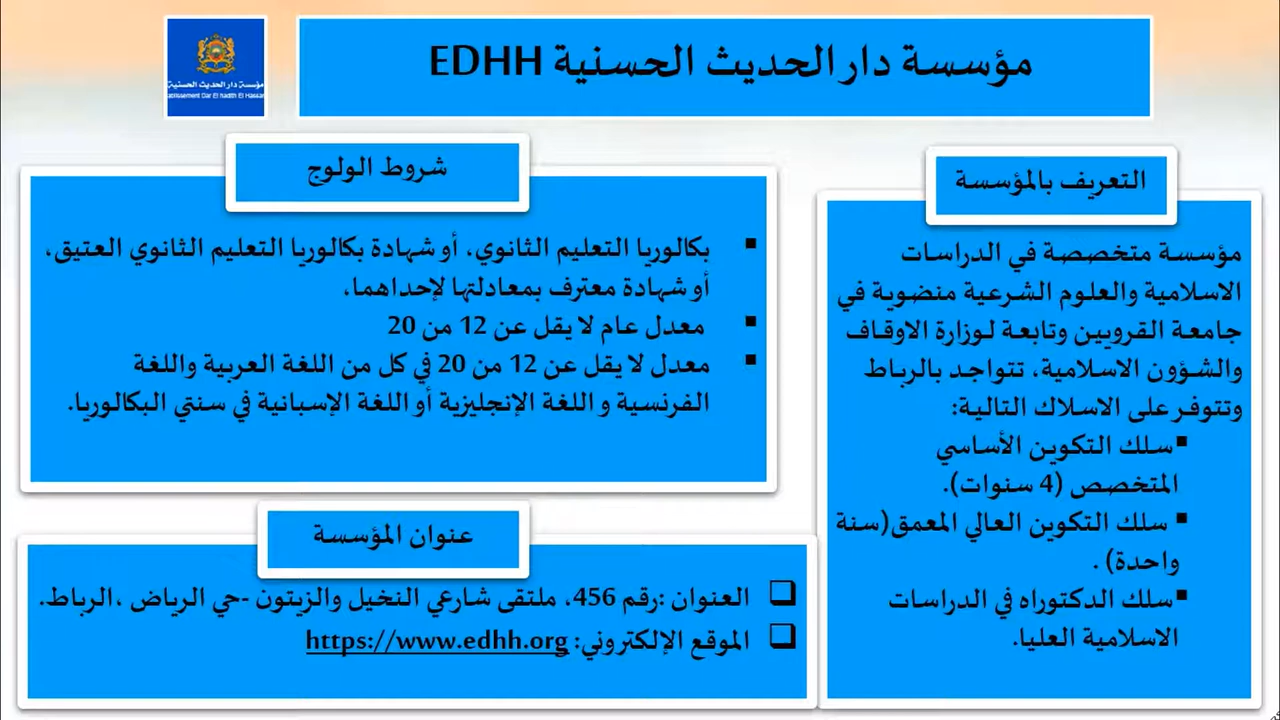 مؤسسة دار الحديث الحسنية EDHH
مؤسسة دار الحديث الحسنية
التعريف بالمؤسسة
مؤسسة متخصصة في الدراسات
الاسلامية والعلوم الشرعية منضوية في
جامعة القرويين وتابعة لوزارة الاوقاف
والشؤون الاسلامية، تتواجد بالرباط
وتتوفر على الاسلاك التالية:
▪سلك التكوين الأساسي
المتخصص (4 سنوات).
▪ سلك التكوين العالي المعمق(سنة
واحدة) .
▪سلك الدكتوراه في الدراسات
الاسلامية العليا.
شروط الولوج
▪ بكالوريا التعليم الثانوي، أو شهادة بكالوريا التعليم الثانوي العتيق،
أو شهادة معترف بمعادلتها لإحداهما.
▪ معدل عام لا يقل عن 12 من 20
▪ معدل لا يقل عن 12 من 20 في كل من اللغة العربية واللغة
الفرنسية و اللغة الإنجليزية أو اللغة الإسبانية في سنتي البكالوريا.
عنوان المؤسسة
❑ العنوان :رقم 456، ملتقى شارعي النخيل والزيتون -حي الرياض ،الرباط.
❑ الموقع الإلكتروني: https://www.edhh.org